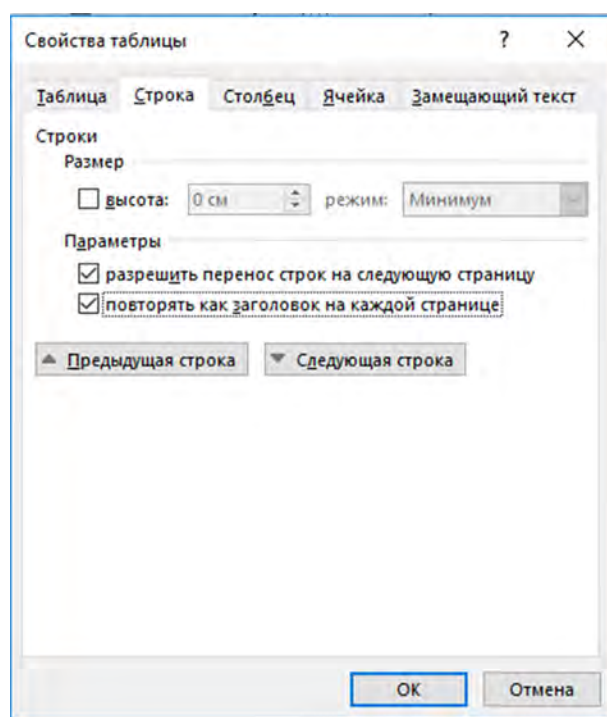 Свойства таблицы ?
Таблица Строка Столбец Ячейка Замещающий текст
Строки
Размер
высота: 0 см режим: Минимум
Параметры
разрешить перенос строк на следующую страницу
повторять как заголовок на каждой странице
Предыдущая строка Следующая строка
ОК Отмена